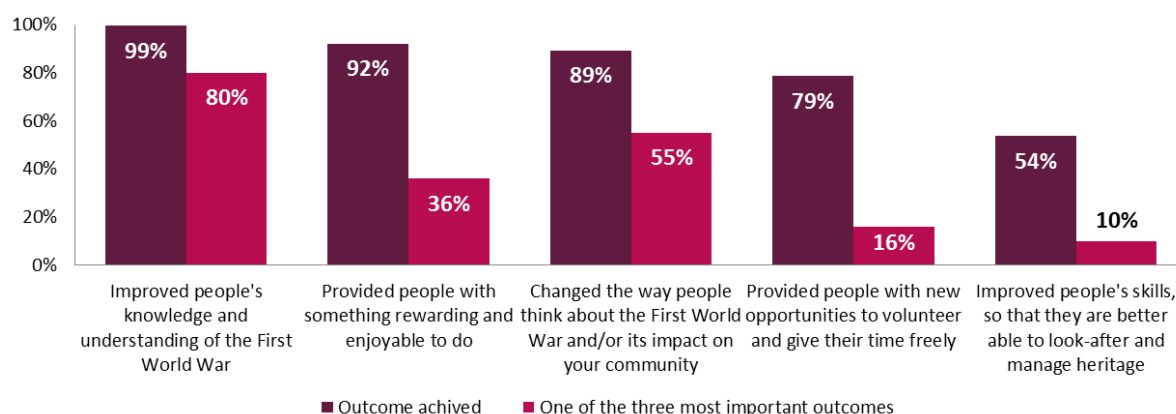 100%
80%
60%
40%
20%
0%
99%
80%
92%
36%
89%
55%
79%
16%
54%
10%
Improved people's
knowledge and
understanding of the First
World War
Provided people with
something rewarding and
enjoyable to do
Changed the way people
think about the First World
War and/or its impact on
your community
Provided people with new
opportunities to volunteer
and give their time freely
Improved people's skills,
so that they are better
able to look-after and
manage heritage
Outcome achived
One of the three most important outcomes